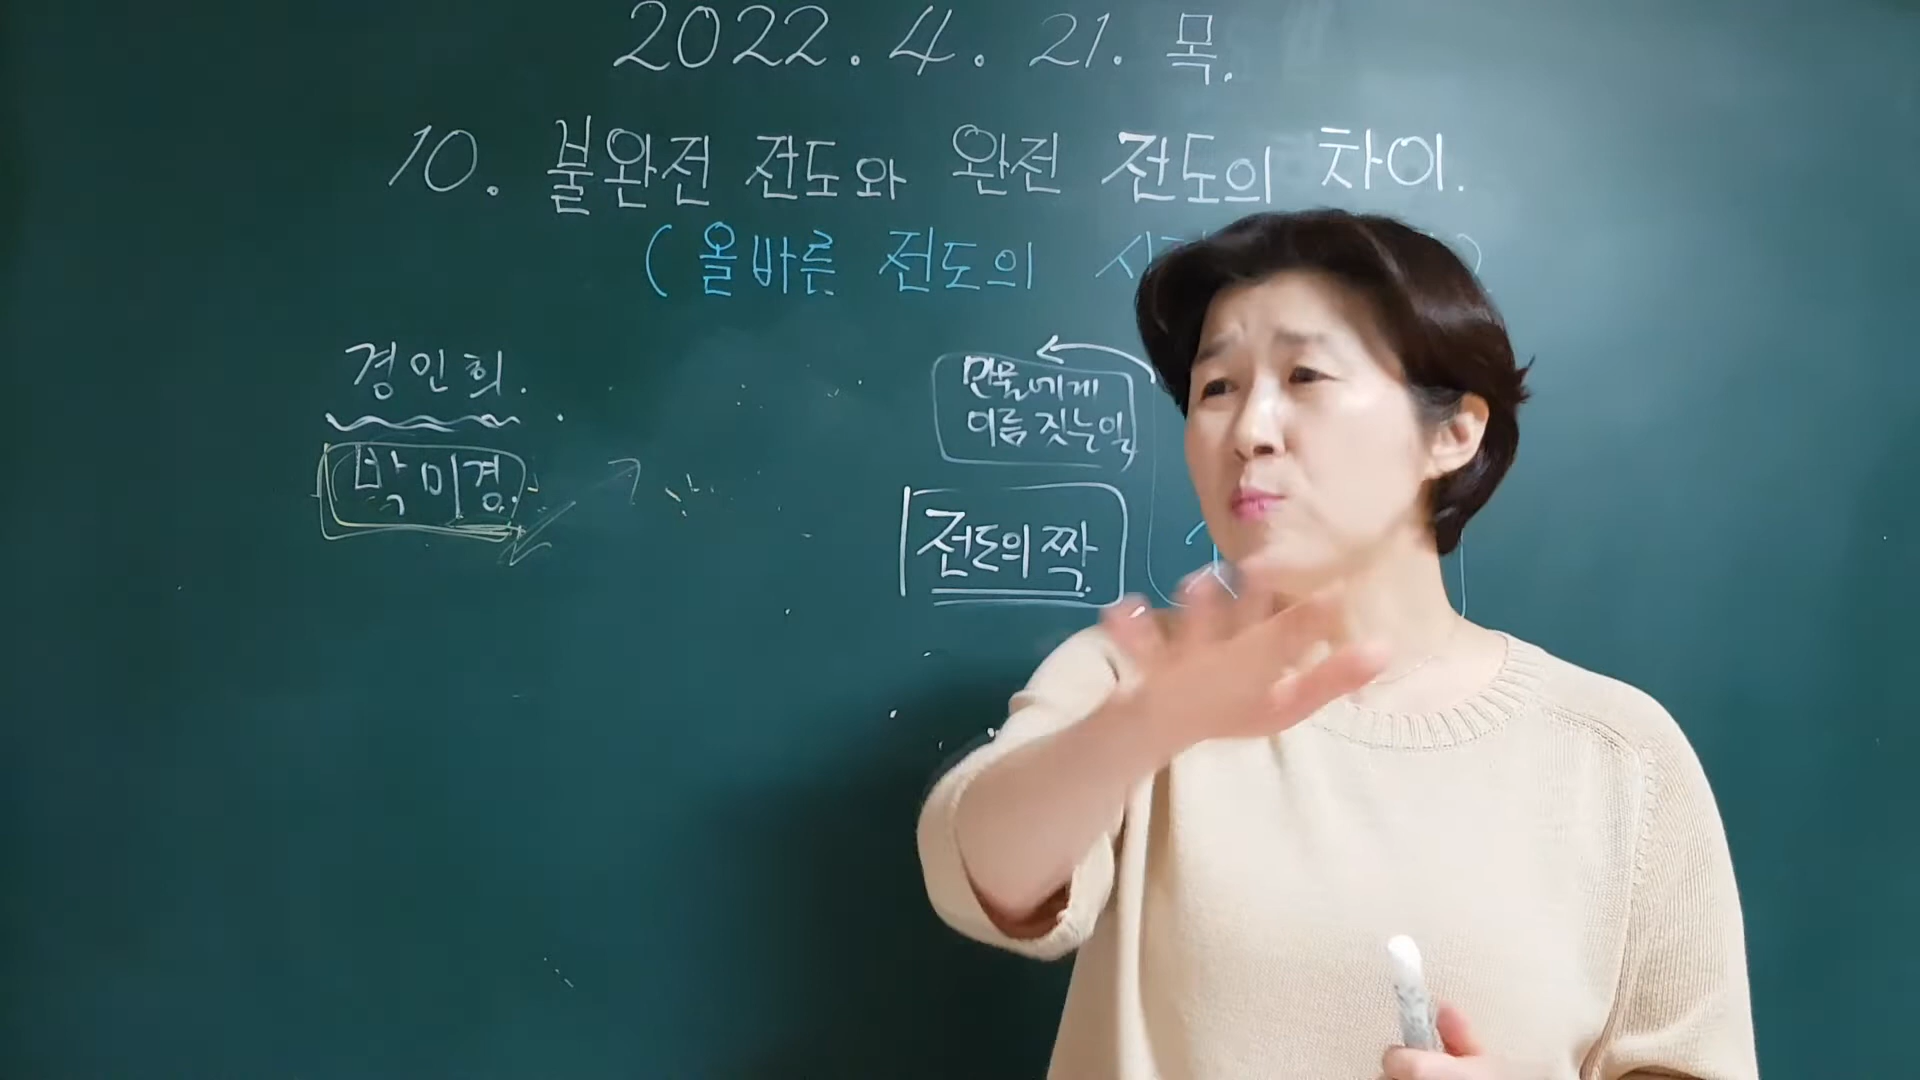 2022. 4. 21. 목.
10. 불완전 전도와 완전 전도의 차이.
(올바른 전도의
경인희.
박미경.
만물에게
이름 짓는일
전도의 짝.